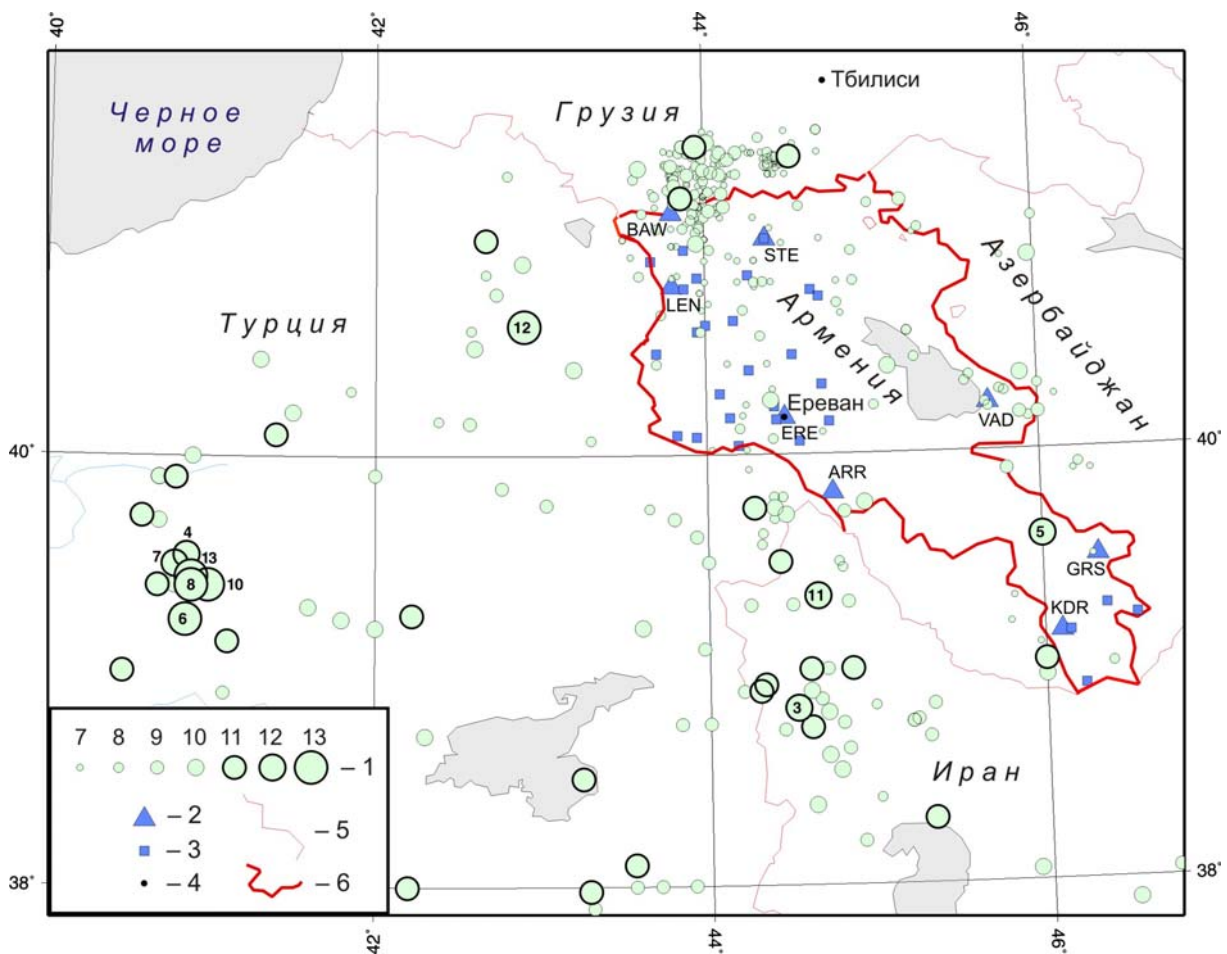 40°
42°
44°
46°
Черное
море
Грузия
Тбилиси
BAW
STE
LEN
Турция
12
Армения
Азербайджан
Ереван
ERE
VAD
40°
40°
ARR
5
GRS
4
7
13
8
10
6
11
KDR
3
Иран
7 8 9 10 11 12 13
– 1
– 2
– 3
– 4
– 5
– 6
38°
38°
42°
44°
46°